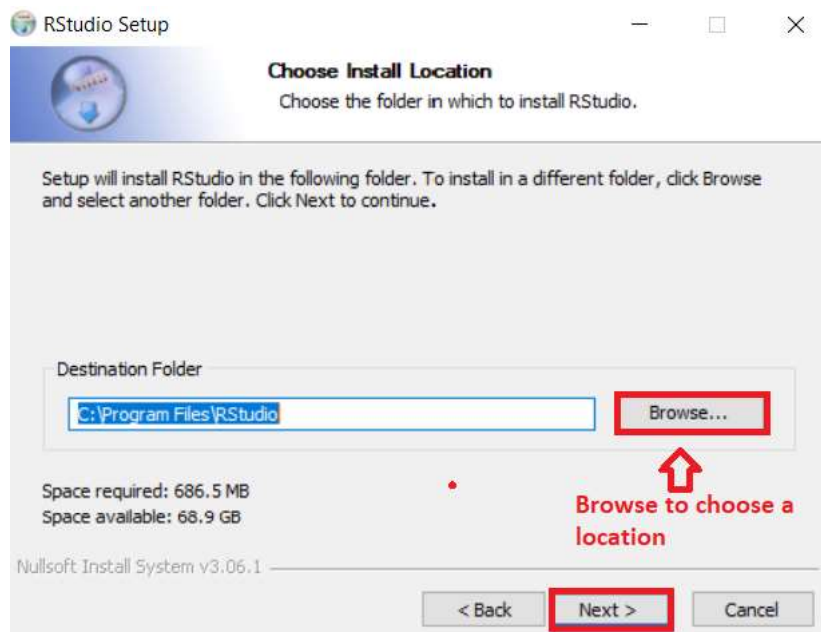 RStudio Setup
Choose Install Location
Choose the folder in which to install RStudio.
Setup will install RStudio in the following folder. To install in a different folder, click Browse
and select another folder. Click Next to continue.
Destination Folder
C:\Program Files\RStudio
Browse...
Space required: 686.5 MB
Space available: 68.9 GB
Browse to choose a
location
Nullsoft Install System v3.06.1
< Back
Next >
Cancel